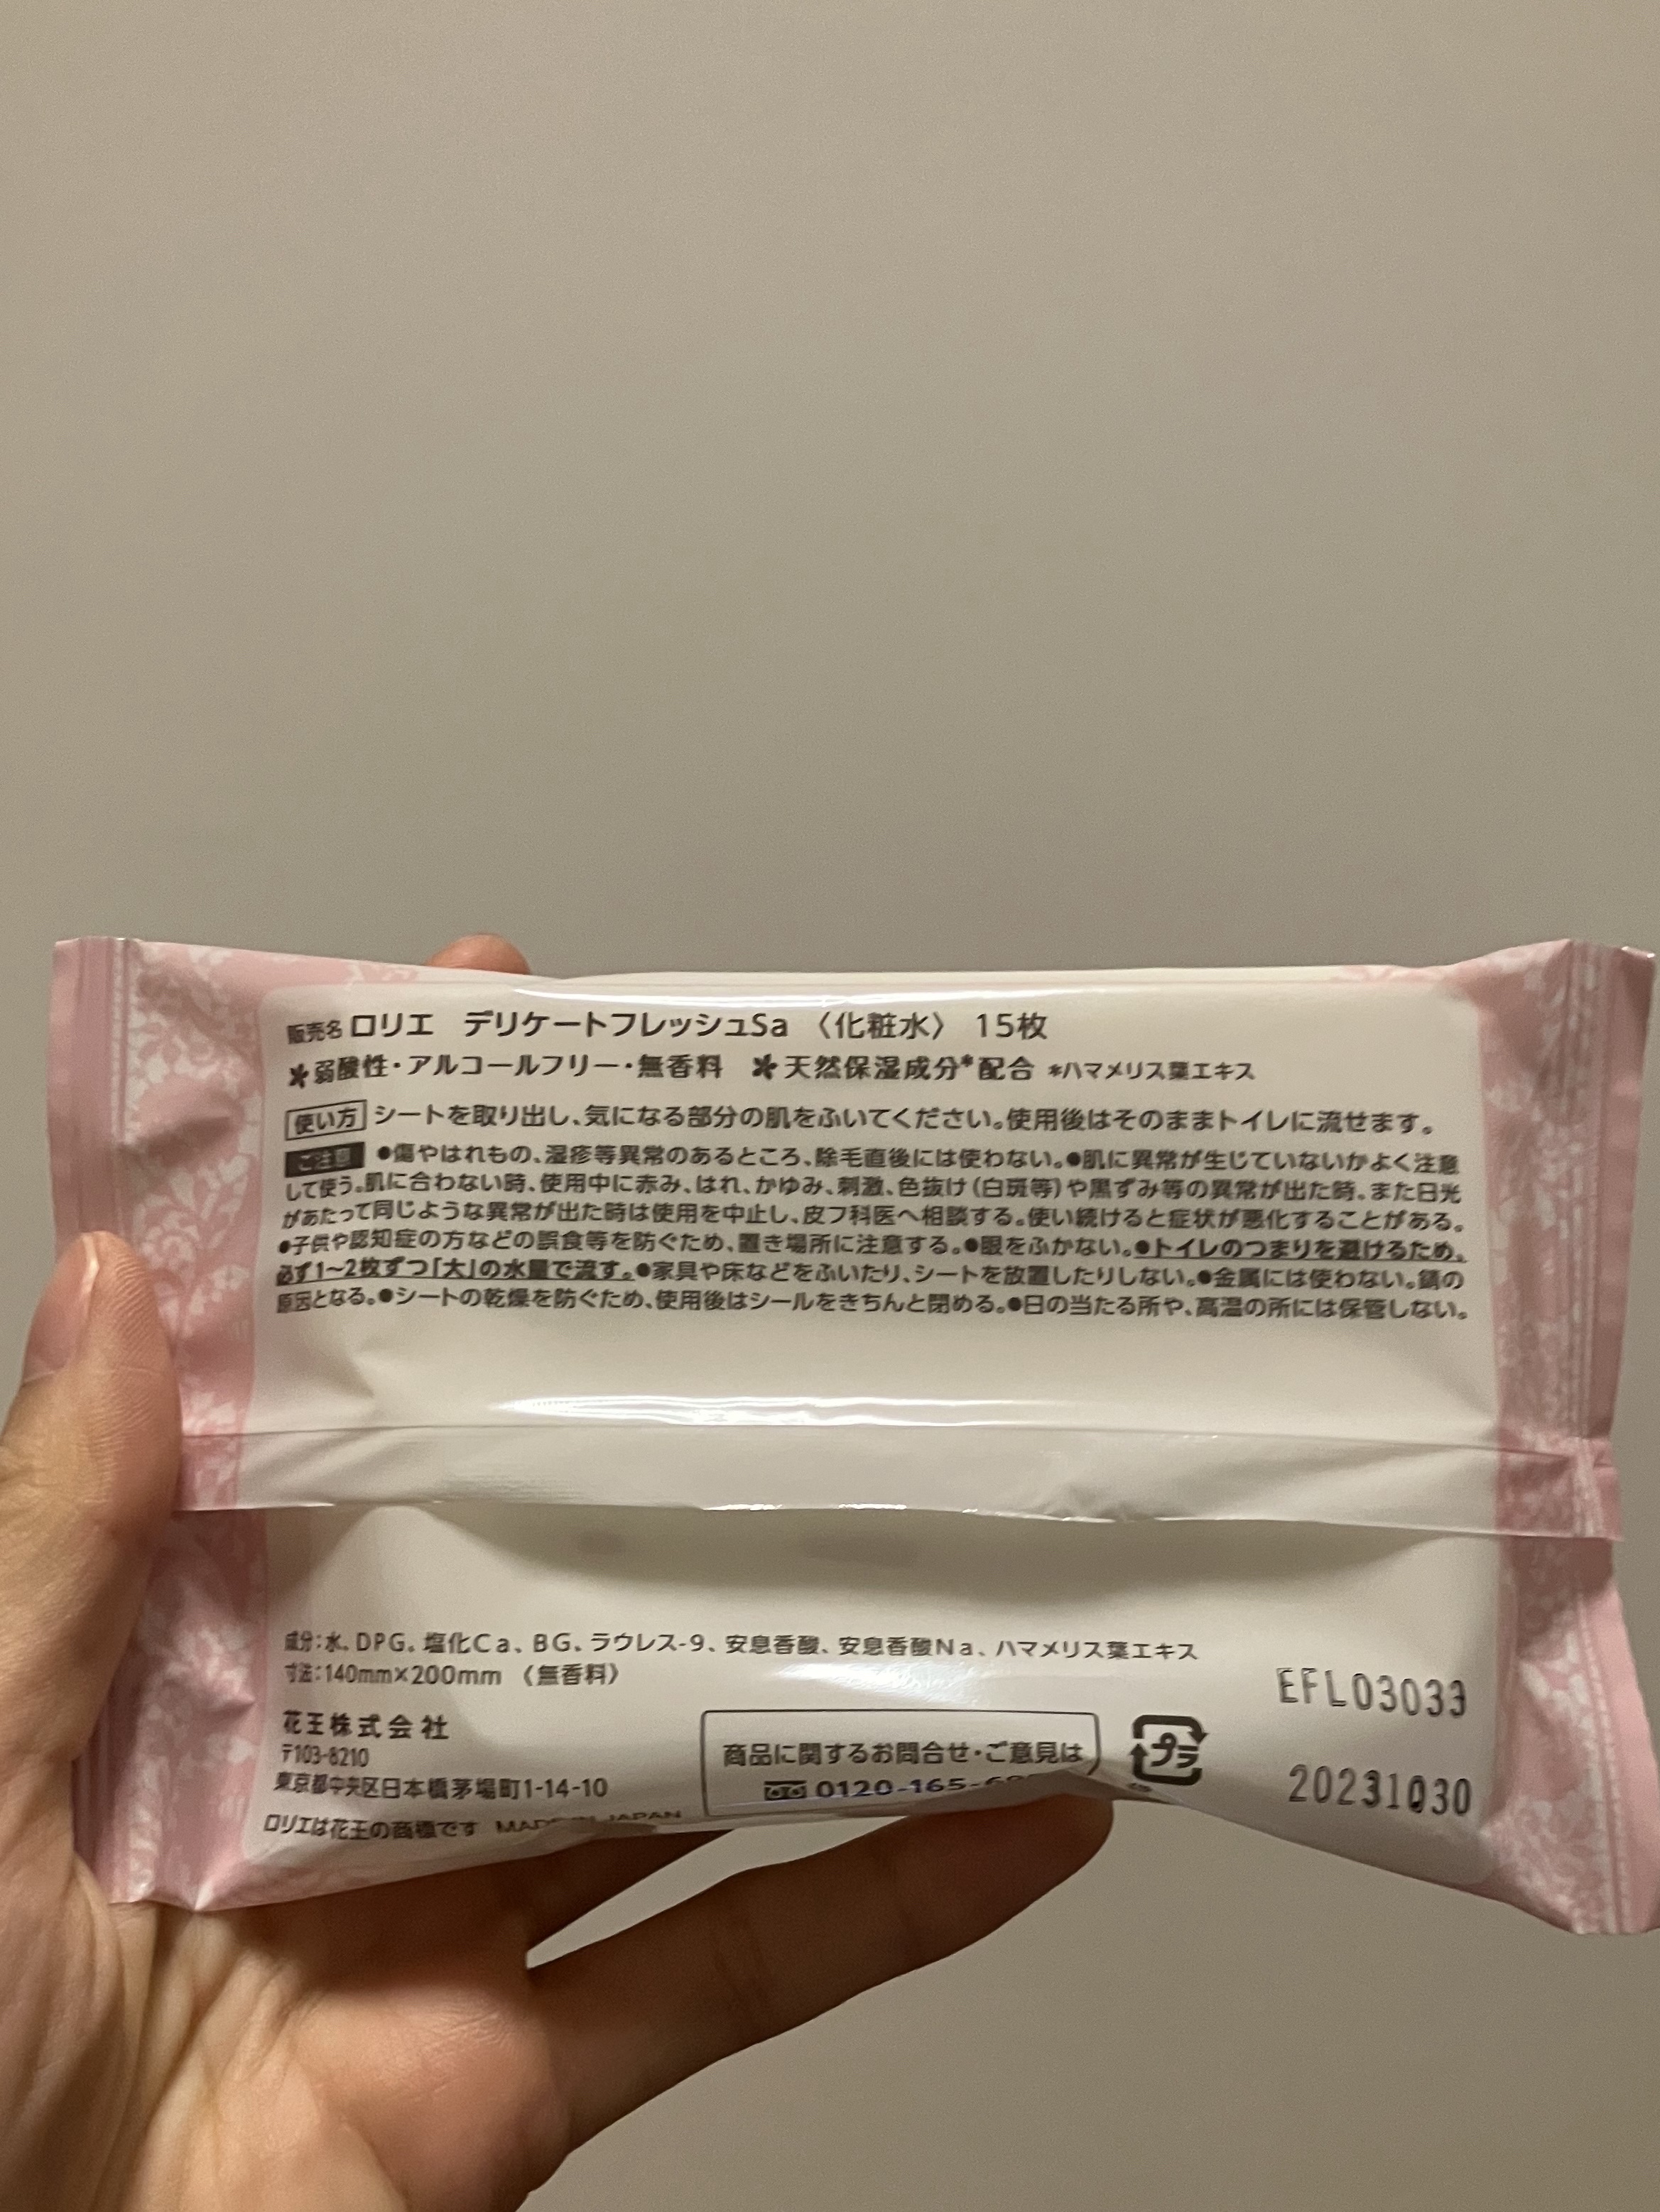 販売名 ロリエ デリケートフレッシュSa 〈化粧水〉 15枚
弱酸性・アルコールフリー・無香料 天然保湿成分*配合 *ハマメリス葉エキス
使い方 シートを取り出し、気になる部分の肌をふいてください。使用後はそのままトイレに流せます。
ご注意 ●傷やはれもの、湿疹等異常のあるところ、除毛直後には使わない。●肌に異常が生じていないかよく注意
して使う。肌に合わない時、使用中に赤み、はれ、かゆみ、刺激、色抜け(白斑等)や黒ずみ等の異常が出た時。また日光
があたって同じような異常が出た時は使用を中止し、皮フ科医へ相談する。使い続けると症状が悪化することがある。
●子供や認知症の方などの誤食等を防ぐため、置き場所に注意する。●眼をふかない。●トイレのつまりを避けるため、
必ず1~2枚ずつ「大」の水量で流す。●家具や床などをふいたり、シートを放置したりしない。●金属には使わない。錆の
原因となる。●シートの乾燥を防ぐため、使用後はシールをきちんと閉める。●日の当たる所や、高温の所には保管しない。
成分:水、DPG、塩化Ca、BG、ラウレス-9、安息香酸、安息香酸Na、ハマメリス葉エキス
寸法:140mm×200mm 〈無香料〉
EFL03033
花王株式会社
〒103-8210
東京都中央区日本橋茅場町1-14-10
商品に関するお問合せ・ご意見は
0120-165-
プラ
20231030
ロリエは花王の商標です MADE IN JAPAN